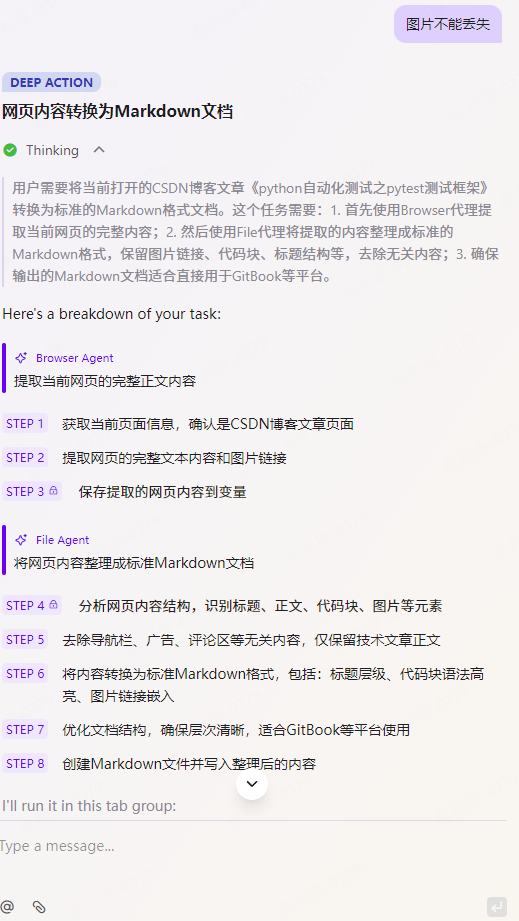 图片不能丢失
DEEP ACTION
网页内容转换为Markdown文档
Thinking
用户需要将当前打开的CSDN博客文章《python自动化测试之pytest测试框架》
转换为标准的Markdown格式文档。这个任务需要：1. 首先使用Browser代理提
取当前网页的完整内容；2. 然后使用File代理将提取的内容整理成标准的
Markdown格式，保留图片链接、代码块、标题结构等，去除无关内容；3. 确保
输出的Markdown文档适合直接用于GitBook等平台。
Here's a breakdown of your task:
Browser Agent
提取当前网页的完整正文内容
STEP 1 获取当前页面信息，确认是CSDN博客文章页面
STEP 2 提取网页的完整文本内容和图片链接
STEP 3 保存提取的网页内容到变量
File Agent
将网页内容整理成标准Markdown文档
STEP 4 分析网页内容结构，识别标题、正文、代码块、图片等元素
STEP 5 去除导航栏、广告、评论区等无关内容，仅保留技术文章正文
STEP 6 将内容转换为标准Markdown格式，包括：标题层级、代码块语法高
亮、图片链接嵌入
STEP 7 优化文档结构，确保层次清晰，适合GitBook等平台使用
STEP 8 创建Markdown文件并写入整理后的内容
I'll run it in this tab group:
Type a message...
@